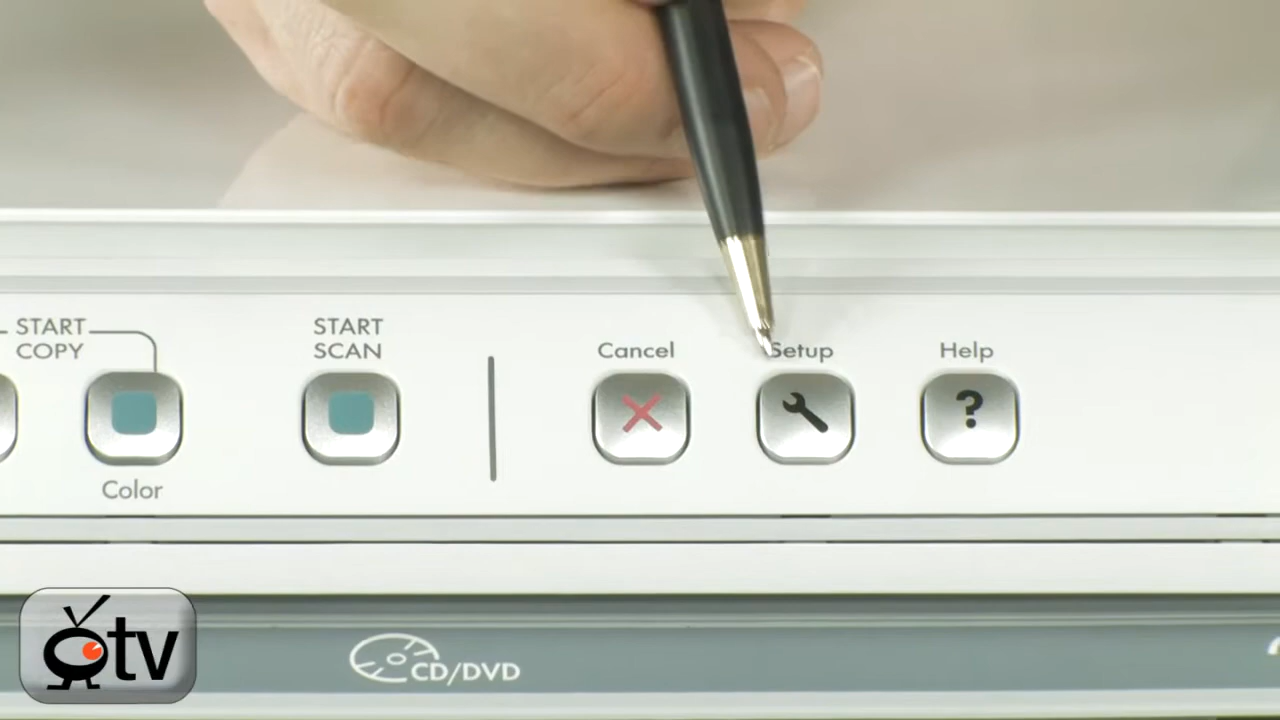 START
COPY
START
SCAN
Cancel
Setup
Help
?
Color
tv
CD/DVD